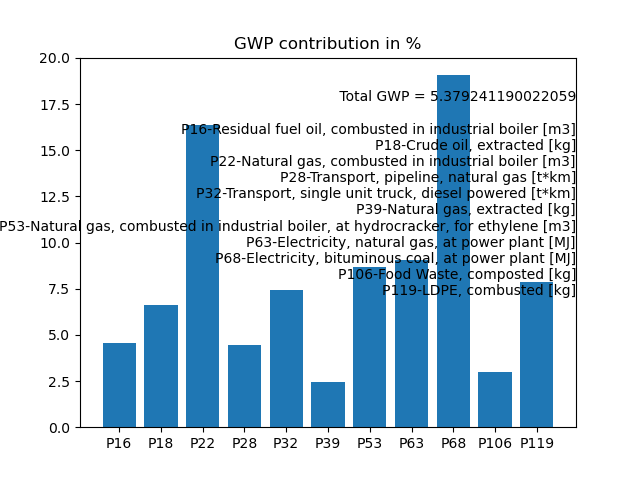 GWP contribution in %
20.0
17.5
15.0
12.5
10.0
7.5
5.0
2.5
0.0
Total GWP = 5.379241190022059
P16-Residual fuel oil, combusted in industrial boiler [m3]
P18-Crude oil, extracted [kg]
P22-Natural gas, combusted in industrial boiler [m3]
P28-Transport, pipeline, natural gas [t*km]
P32-Transport, single unit truck, diesel powered [t*km]
P39-Natural gas, extracted [kg]
P53-Natural gas, combusted in industrial boiler, at hydrocracker, for ethylene [m3]
P63-Electricity, natural gas, at power plant [MJ]
P68-Electricity, bituminous coal, at power plant [MJ]
P106-Food Waste, composted [kg]
P119-LDPE, combusted [kg]
P16 P18 P22 P28 P32 P39 P53 P63 P68 P106 P119